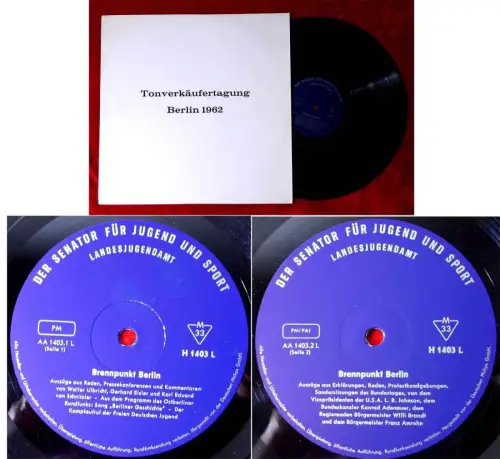 Tonverkäufertagung
Berlin 1962
DER SENATOR FÜR JUGEND UND SPORT
LANDESJUGENDAMT
PM
AA 1403.1 L
(Seite 1)
M
33
H 1403 L
Brennpunkt Berlin
Auszüge aus Reden, Pressekonferenzen und Kommentaren
von Walter Ulbricht, Gerhard Eisler und Karl Eduard
von Schnitzler - Aus dem Programm des Ostberliner
Rundfunks: Song „Berliner Geschichte" - Der
Kampfaufruf der Freien Deutschen Jugend
DER SENATOR FÜR JUGEND UND SPORT
LANDESJUGENDAMT
PM/PAI
AA 1403.2 L
(Seite 2)
M
33
H 1403 L
Brennpunkt Berlin
Auszüge aus Erklärungen, Reden, Protestkundgebungen,
Sondersitzungen des Bundestages, von dem
Vizepräsidenten der U.S.A. L. B. Johnson, dem
Bundeskanzler Konrad Adenauer, dem
Regierenden Bürgermeister Willi Brandt
und dem Bürgermeister Franz Amrehn